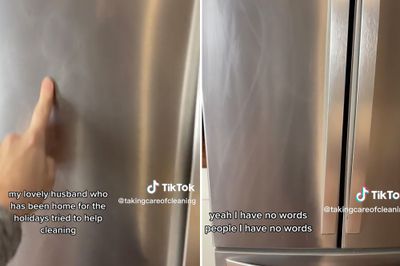 TikTok
@takingcareofcleaning
my lovely husband who
has been home for the
holidays tried to help
cleaning
TikTok
@takingcareofcleaning
yeah I have no words
people I have no words